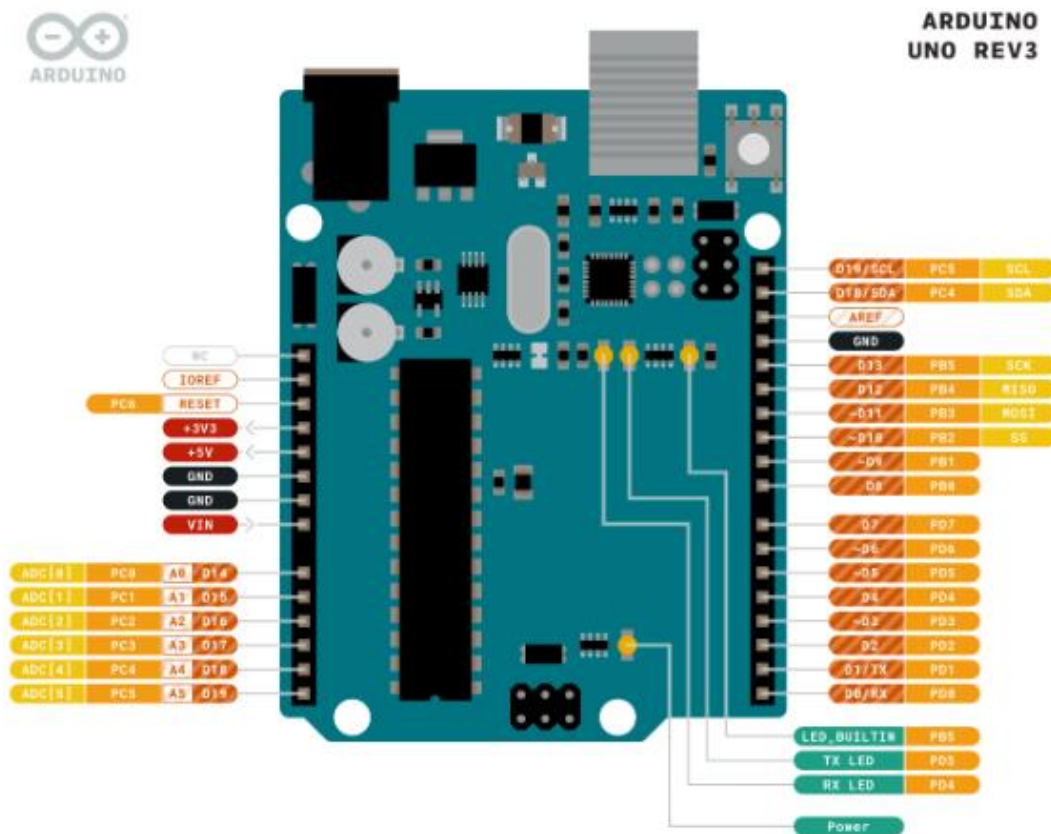 ARDUINO
ARDUINO
UNO REV3
NC
IOREF
PC6 RESET
+3V3
+5V
GND
GND
VIN
ADC[0] PC0 A0 D14
ADC[1] PC1 A1 D15
ADC[2] PC2 A2 D16
ADC[3] PC3 A3 D17
ADC[4] PC4 A4 D18
ADC[5] PC5 A5 D19
D19/SCL PC5 SCL
D18/SDA PC4 SDA
AREF
GND
D13 PB5 SCK
D12 PB4 MISO
~D11 PB3 MOSI
~D10 PB2 SS
~D9 PB1
D8 PB0
D7 PD7
~D6 PD6
~D5 PD5
D4 PD4
~D3 PD3
D2 PD2
D1/TX PD1
D0/RX PD0
LED_BUILTIN PB5
TX LED PD5
RX LED PD4
Power